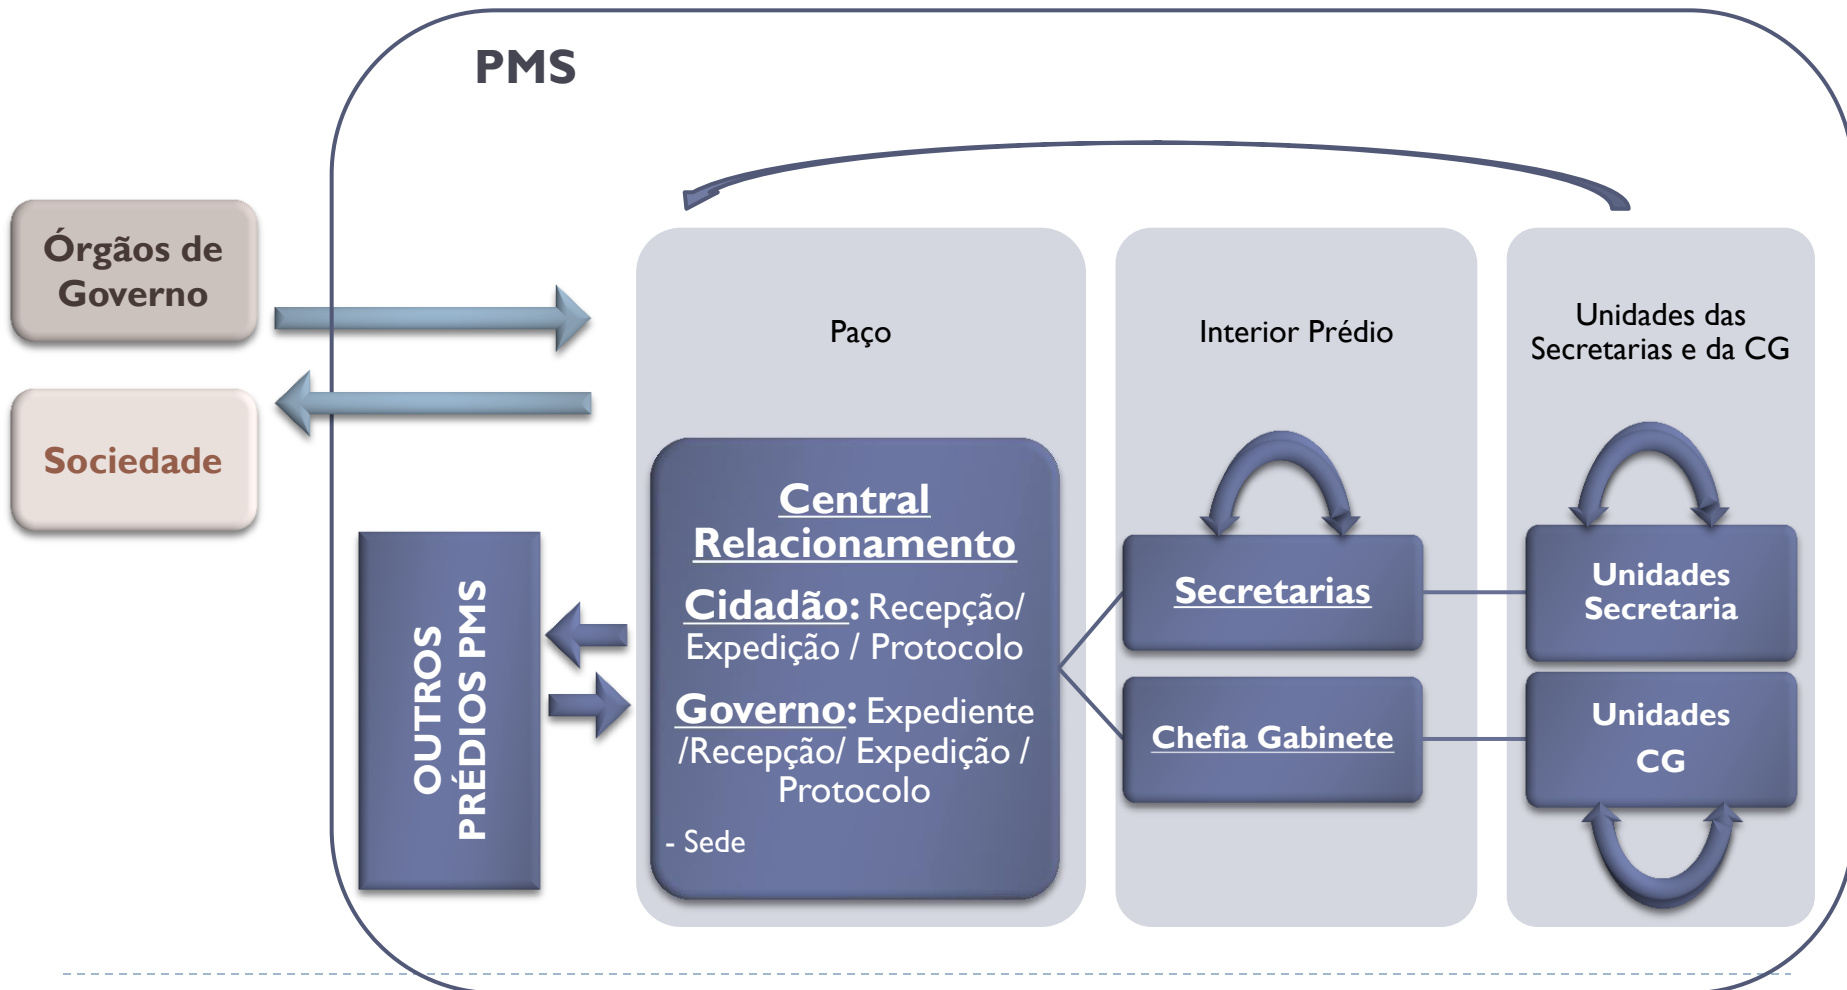 PMS
Órgãos de
Governo
Sociedade
OUTROS
PRÉDIOS PMS
Paço
Central
Relacionamento
Cidadão: Recepção/
Expedição / Protocolo
Governo: Expediente
/Recepção/ Expedição /
Protocolo
- Sede
Interior Prédio
Secretarias
Chefia Gabinete
Unidades das
Secretarias e da CG
Unidades
Secretaria
Unidades
CG